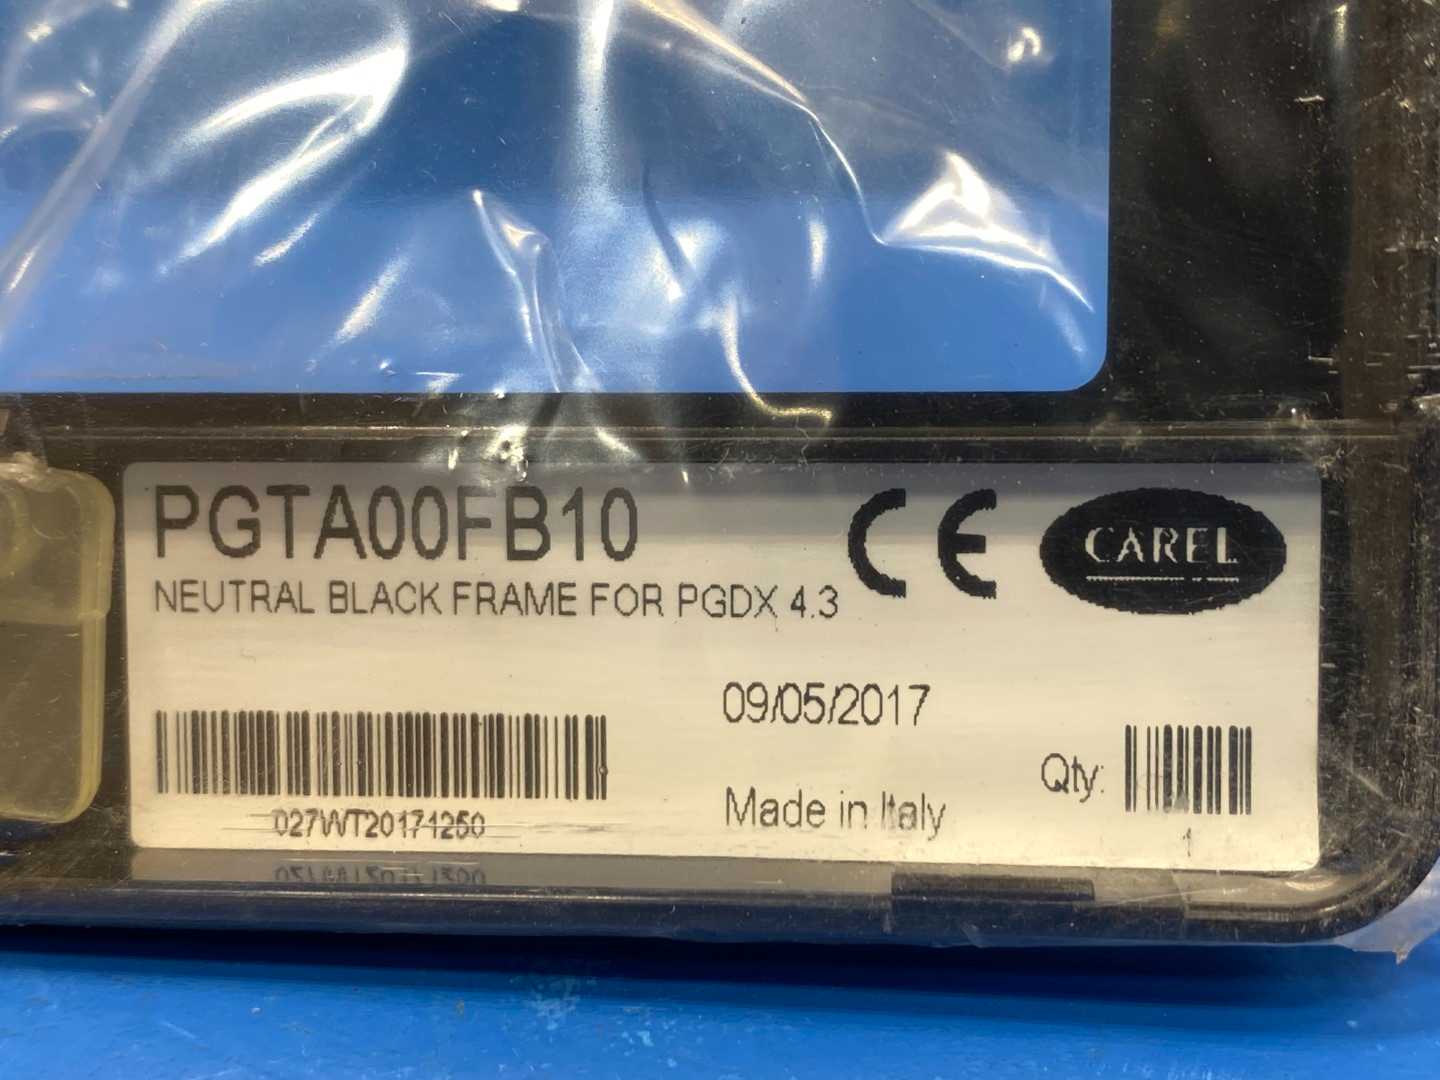 PGTA00FB10
CE
CAREL
NEUTRAL BLACK FRAME FOR PGDX 4.3
09/05/2017
Made in Italy
Qty:
1
027WT20171250